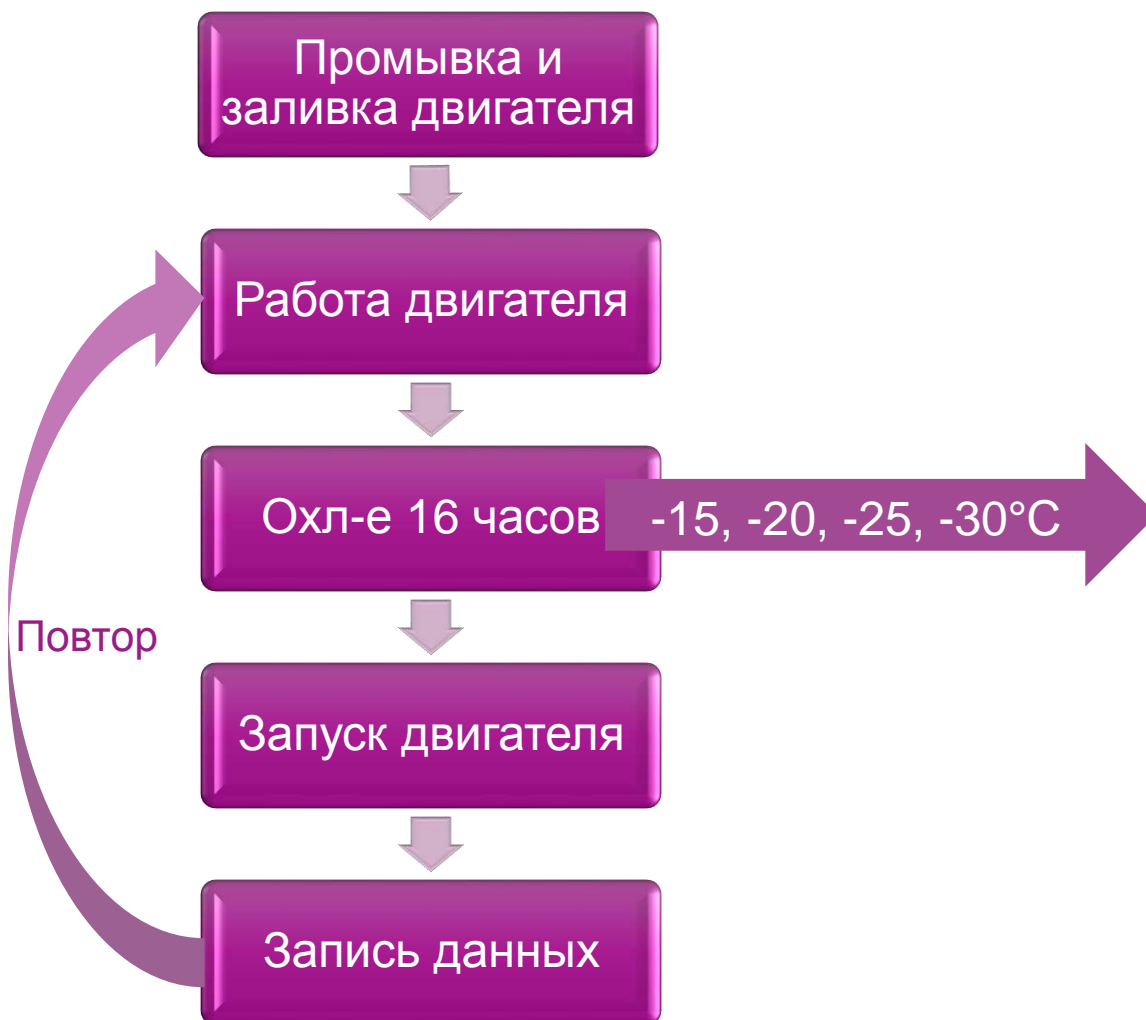 Промывка и
заливка двигателя
Работа двигателя
Охл-е 16 часов
-15, -20, -25, -30°C
Повтор
Запуск двигателя
Запись данных